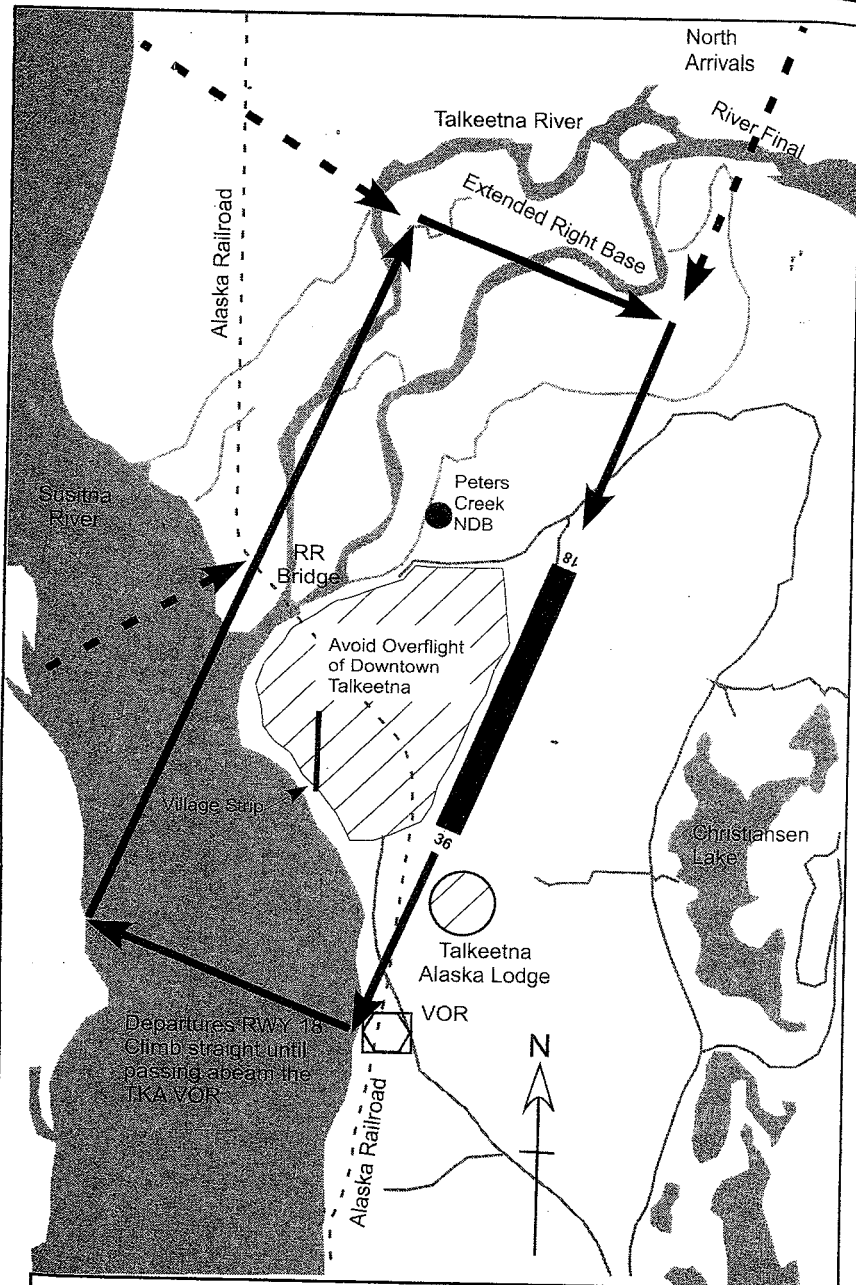 North
Arrivals
Talkeetna River
River Final
Extended Right Base
Alaska Railroad
Susitna
River
Peters
Creek
NDB
18
RR
Bridge
Avoid Overflight
of Downtown
Talkeetna
Village Strip
36
Christiansen
Lake
Talkeetna
Alaska Lodge
VOR
Departures RWY 18
Climb straight until
passing abeam the
TKA VOR
N
Alaska Railroad